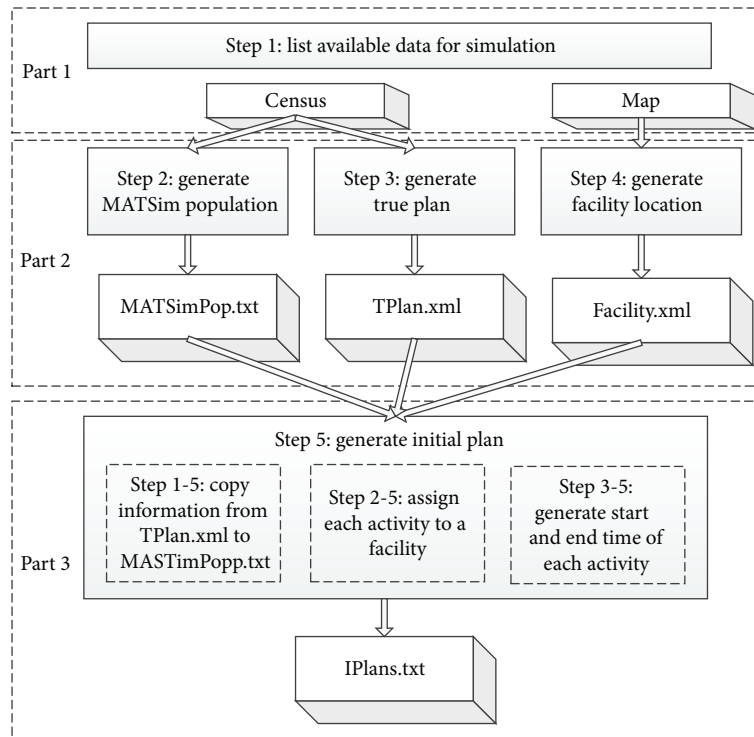 Part 1
Step 1: list available data for simulation
Census
Map
Part 2
Step 2: generate
MATSim population
Step 3: generate
true plan
Step 4: generate
facility location
MATSimPop.txt
TPlan.xml
Facility.xml
Part 3
Step 5: generate initial plan
Step 1-5: copy
information from
TPlan.xml to
MASTimPopp.txt
Step 2-5: assign
each activity to a
facility
Step 3-5:
generate start
and end time of
each activity
IPlans.txt